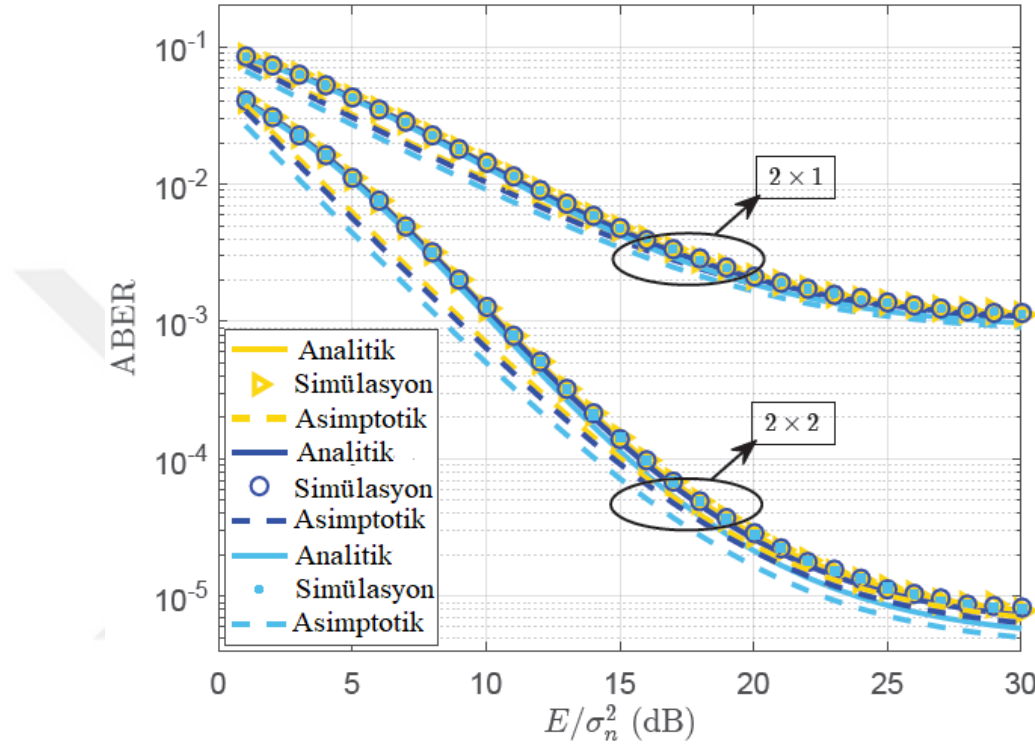 ABER
10^{-1}
10^{-2}
10^{-3}
10^{-4}
10^{-5}
2 × 1
2 × 2
Analitik
Simülasyon
Asimptotik
Analitik
Simülasyon
Asimptotik
Analitik
Simülasyon
Asimptotik
0 5 10 15 20 25 30
E/σ_n^2 (dB)